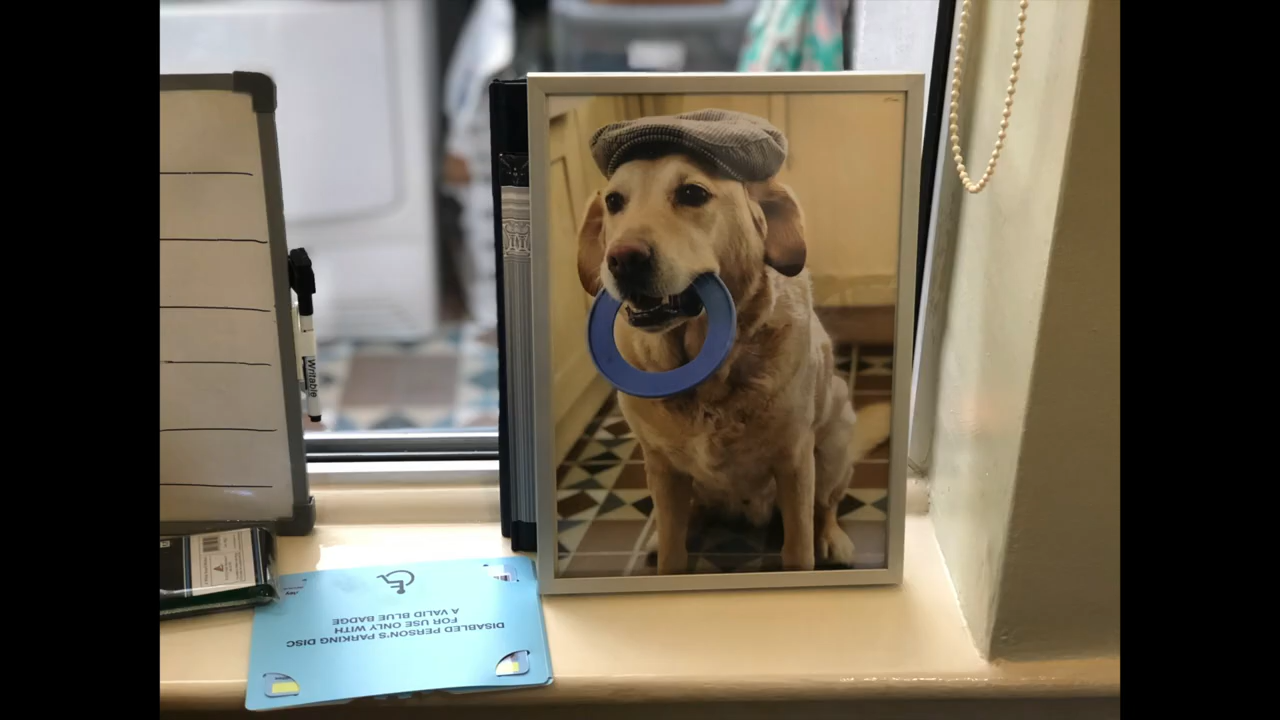 Writable
DISABLED PERSON'S PARKING DISC
FOR USE ONLY WITH
A VALID BLUE BADGE